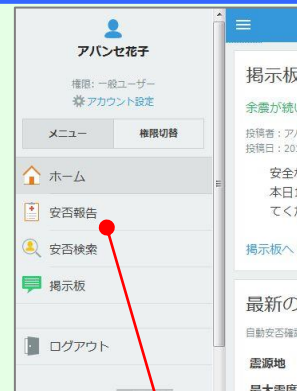 アバンセ花子
権限: 一般ユーザー
アカウント設定
メニュー
権限切替
ホーム
安否報告
安否検索
掲示板
ログアウト
掲示板
余震が続い
投稿者：ア
投稿日：20
安全
本日
てくだ
掲示板へ
最新の
自動安否確認
震源地
最大震度